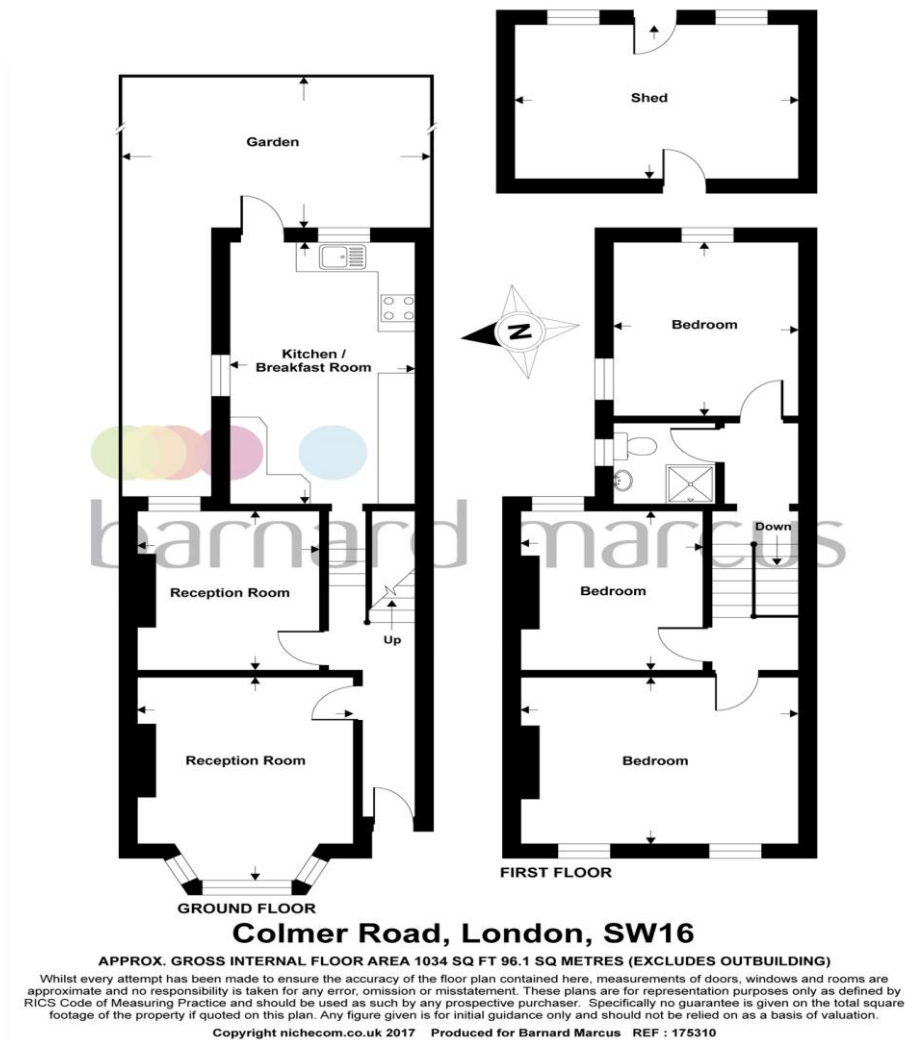 Shed
Garden
Kitchen /
Breakfast Room
N
Bedroom
barnard marcus
Down
Reception Room
Bedroom
Up
Reception Room
Bedroom
FIRST FLOOR
GROUND FLOOR
Colmer Road, London, SW16
APPROX. GROSS INTERNAL FLOOR AREA 1034 SQ FT 96.1 SQ METRES (EXCLUDES OUTBUILDING)
Whilst every attempt has been made to ensure the accuracy of the floor plan contained here, measurements of doors, windows and rooms are
approximate and no responsibility is taken for any error, omission or misstatement. These plans are for representation purposes only as defined by
RICS Code of Measuring Practice and should be used as such by any prospective purchaser. Specifically no guarantee is given on the total square
footage of the property if quoted on this plan. Any figure given is for initial guidance only and should not be relied on as a basis of valuation.
Copyright nichecom.co.uk 2017 Produced for Barnard Marcus REF : 175310